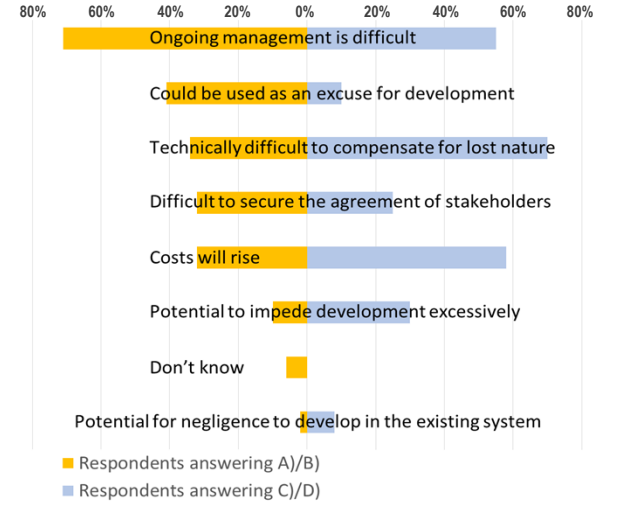 80% 60% 40% 20% 0% 20% 40% 60% 80%
Ongoing management is difficult
Could be used as an excuse for development
Technically difficult to compensate for lost nature
Difficult to secure the agreement of stakeholders
Costs will rise
Potential to impede development excessively
Don’t know
Potential for negligence to develop in the existing system
Respondents answering A)/B)
Respondents answering C)/D)